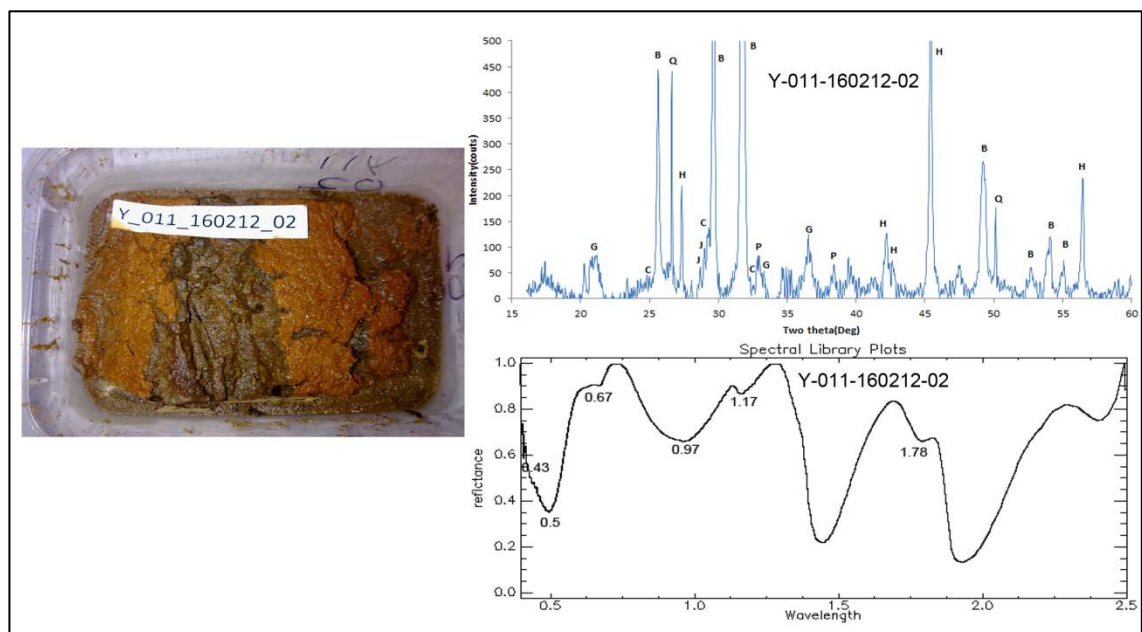 Y_011_160212_02
Y-011-160212-02
Intensity(couts)
500
450
400
350
300
250
200
150
100
50
0
G
C
B
Q
H
J
J
C
B
B
C
P
G
G
P
H
H
H
B
Q
B
B
B
H
15
20
25
30
35
40
45
50
55
60
Two theta(Deg)
Spectral Library Plots
Y-011-160212-02
reflctance
1.0
0.8
0.6
0.4
0.2
0.0
0.43
0.5
0.67
0.97
1.17
1.78
0.5
1.0
1.5
2.0
2.5
Wavelength